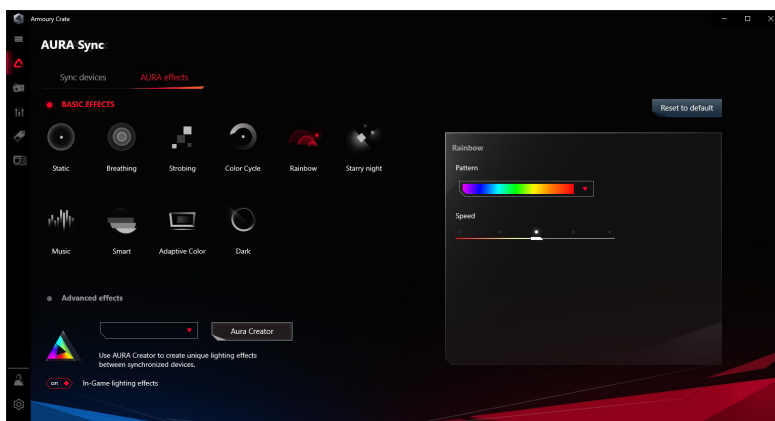 Armoury Crate
AURA Sync
Sync devices AURA effects
BASIC EFFECTS
Reset to default
Static Breathing Strobing Color Cycle Rainbow Starry night
Music Smart Adaptive Color Dark
Rainbow
Pattern
Speed
Advanced effects
Aura Creator
Use AURA Creator to create unique lighting effects
between synchronized devices.
on In-Game lighting effects